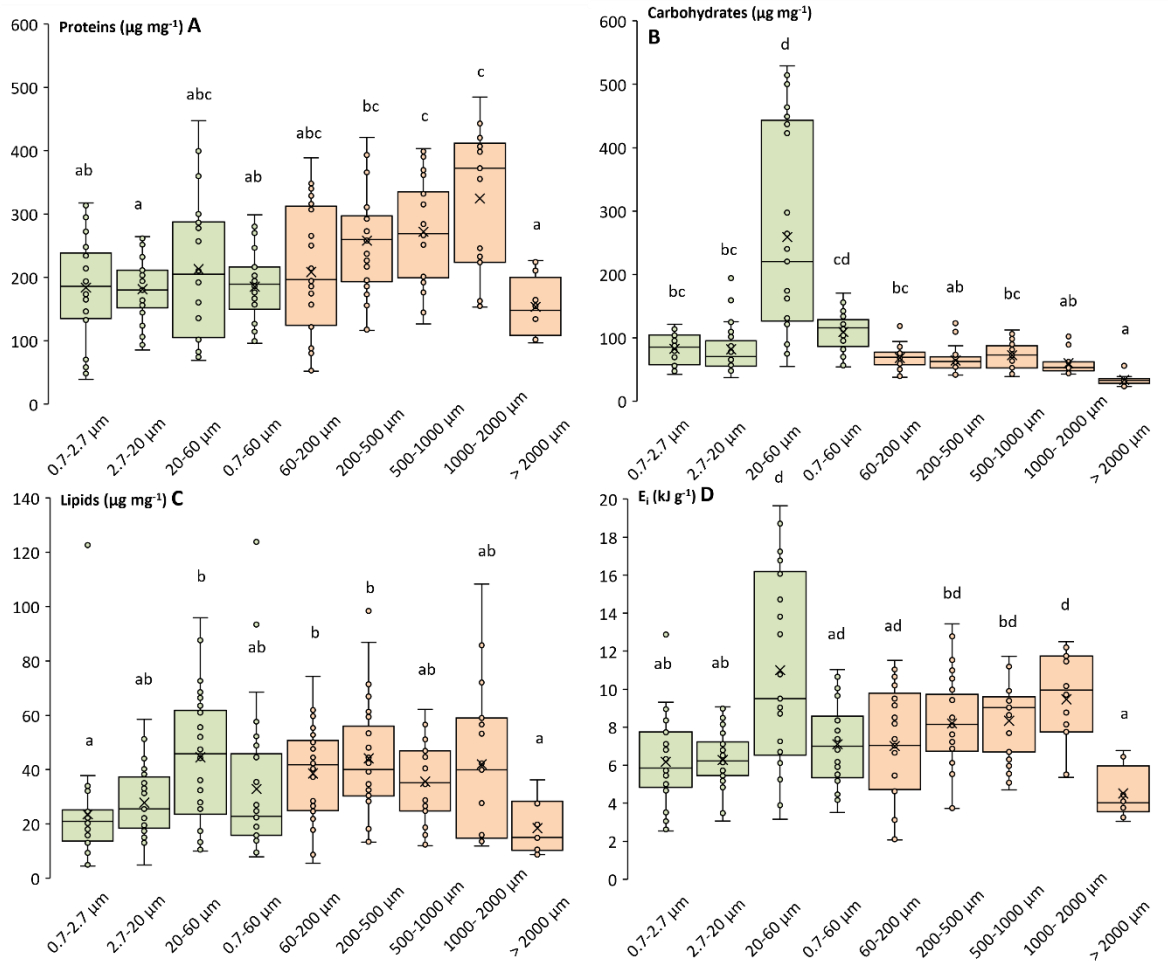 Proteins (µg mg⁻¹) A
600
500
400
300
200
100
0
ab
a
abc
ab
abc
bc
c
c
a
0.7-2.7 µm
2.7-20 µm
20-60 µm
0.7-60 µm
60-200 µm
200-500 µm
500-1000 µm
1000- 2000 µm
> 2000 µm
Carbohydrates (µg mg⁻¹)
B
600
500
400
300
200
100
0
bc
bc
d
cd
bc
ab
bc
ab
a
0.7-2.7 µm
2.7-20 µm
20-60 µm
0.7-60 µm
60-200 µm
200-500 µm
500-1000 µm
1000- 2000 µm
> 2000 µm
Lipids (µg mg⁻¹) C
140
120
100
80
60
40
20
0
a
ab
b
ab
b
b
ab
ab
a
0.7-2.7 µm
2.7-20 µm
20-60 µm
0.7-60 µm
60-200 µm
200-500 µm
500-1000 µm
1000- 2000 µm
> 2000 µm
Eᵢ (kJ g⁻¹) D
20
18
16
14
12
10
8
6
4
2
0
ab
ab
d
ad
ad
bd
bd
d
a
0.7-2.7 µm
2.7-20 µm
20-60 µm
0.7-60 µm
60-200 µm
200-500 µm
500-1000 µm
1000- 2000 µm
> 2000 µm